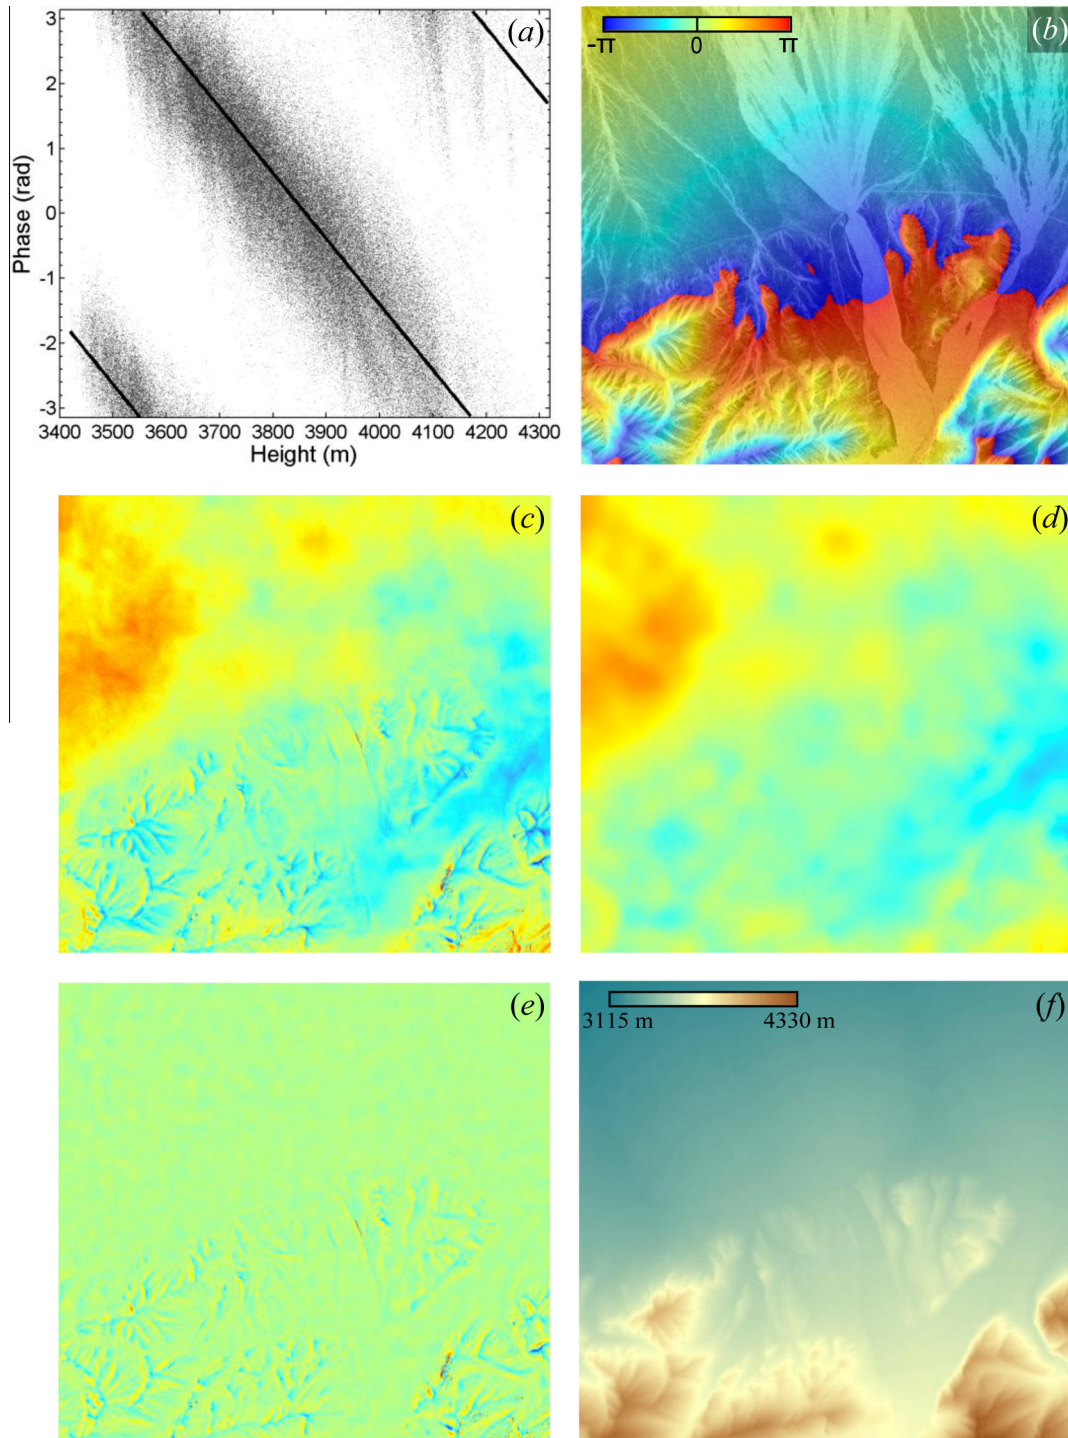 (a)
3
2
1
0
-1
-2
-3
Phase (rad)
3400 3500 3600 3700 3800 3900 4000 4100 4200 4300
Height (m)
(b)
-π 0 π
(c)
(d)
(e)
(f)
3115 m 4330 m